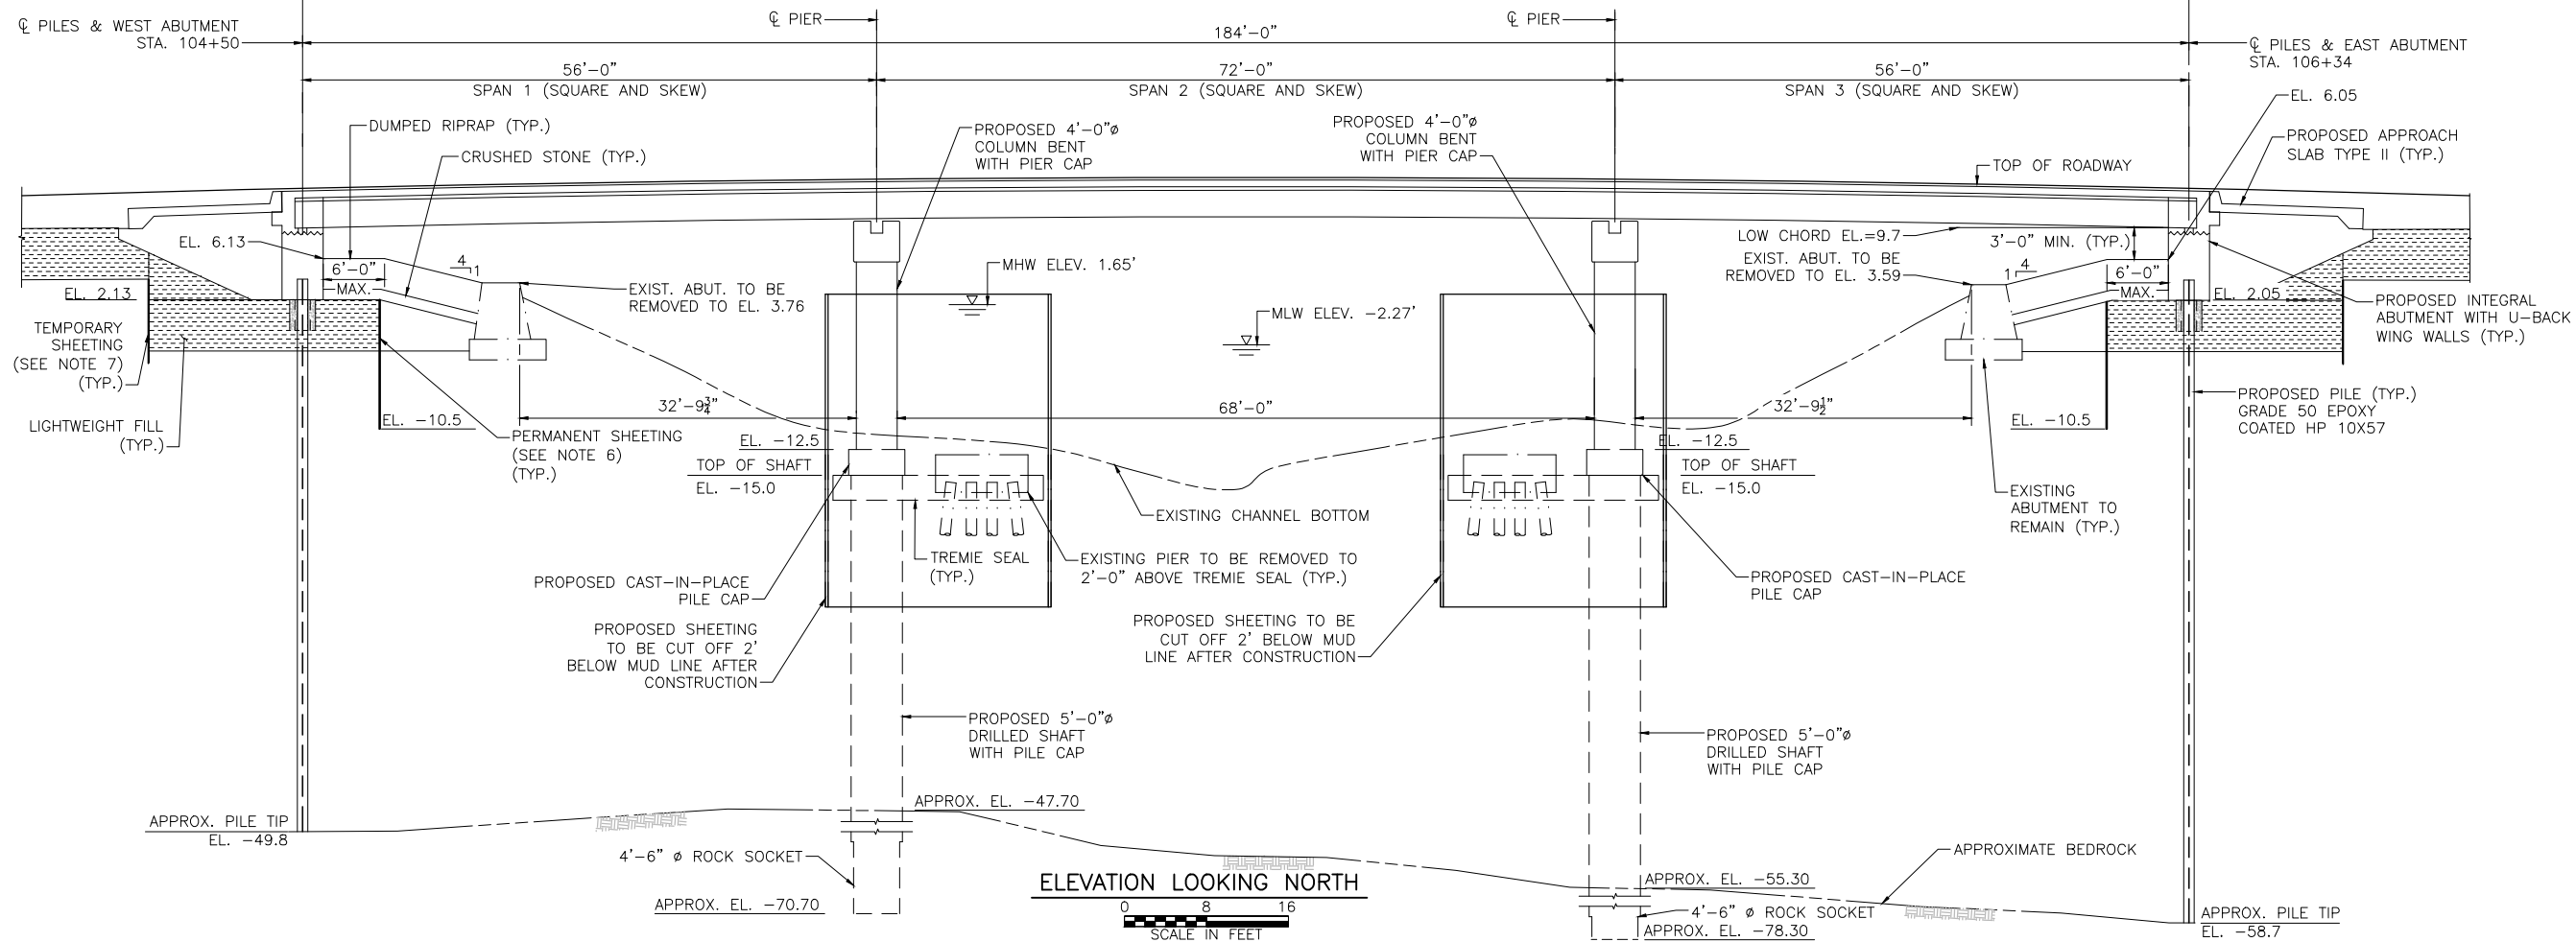 ℄ PILES & WEST ABUTMENT
STA. 104+50
℄ PIER
℄ PIER
184'-0"
℄ PILES & EAST ABUTMENT
STA. 106+34
56'-0"
SPAN 1 (SQUARE AND SKEW)
72'-0"
SPAN 2 (SQUARE AND SKEW)
56'-0"
SPAN 3 (SQUARE AND SKEW)
EL. 6.05
DUMPED RIPRAP (TYP.)
CRUSHED STONE (TYP.)
PROPOSED 4'-0"ø
COLUMN BENT
WITH PIER CAP
PROPOSED 4'-0"ø
COLUMN BENT
WITH PIER CAP
TOP OF ROADWAY
PROPOSED APPROACH
SLAB TYPE II (TYP.)
EL. 6.13
4
1
6'-0"
MAX.
EL. 2.13
EXIST. ABUT. TO BE
REMOVED TO EL. 3.76
MHW ELEV. 1.65'
MLW ELEV. -2.27'
LOW CHORD EL.=9.7
EXIST. ABUT. TO BE
REMOVED TO EL. 3.59
3'-0" MIN. (TYP.)
1
4
6'-0"
MAX.
EL. 2.05
PROPOSED INTEGRAL
ABUTMENT WITH U-BACK
WING WALLS (TYP.)
TEMPORARY
SHEETING
(SEE NOTE 7)
(TYP.)
LIGHTWEIGHT FILL
(TYP.)
EL. -10.5
PERMANENT SHEETING
(SEE NOTE 6)
(TYP.)
32'-9¾"
68'-0"
32'-9½"
EL. -12.5
TOP OF SHAFT
EL. -15.0
EL. -12.5
TOP OF SHAFT
EL. -15.0
EL. -10.5
PROPOSED PILE (TYP.)
GRADE 50 EPOXY
COATED HP 10X57
EXISTING
ABUTMENT TO
REMAIN (TYP.)
EXISTING CHANNEL BOTTOM
TREMIE SEAL
(TYP.)
EXISTING PIER TO BE REMOVED TO
2'-0" ABOVE TREMIE SEAL (TYP.)
PROPOSED CAST-IN-PLACE
PILE CAP
PROPOSED CAST-IN-PLACE
PILE CAP
PROPOSED SHEETING
TO BE CUT OFF 2'
BELOW MUD LINE AFTER
CONSTRUCTION
PROPOSED SHEETING TO BE
CUT OFF 2' BELOW MUD
LINE AFTER CONSTRUCTION
PROPOSED 5'-0"ø
DRILLED SHAFT
WITH PILE CAP
PROPOSED 5'-0"ø
DRILLED SHAFT
WITH PILE CAP
APPROX. PILE TIP
EL. -49.8
APPROX. EL. -47.70
4'-6" ø ROCK SOCKET
APPROX. EL. -70.70
APPROXIMATE BEDROCK
APPROX. EL. -55.30
4'-6" ø ROCK SOCKET
APPROX. EL. -78.30
APPROX. PILE TIP
EL. -58.7
ELEVATION LOOKING NORTH
0 8 16
SCALE IN FEET